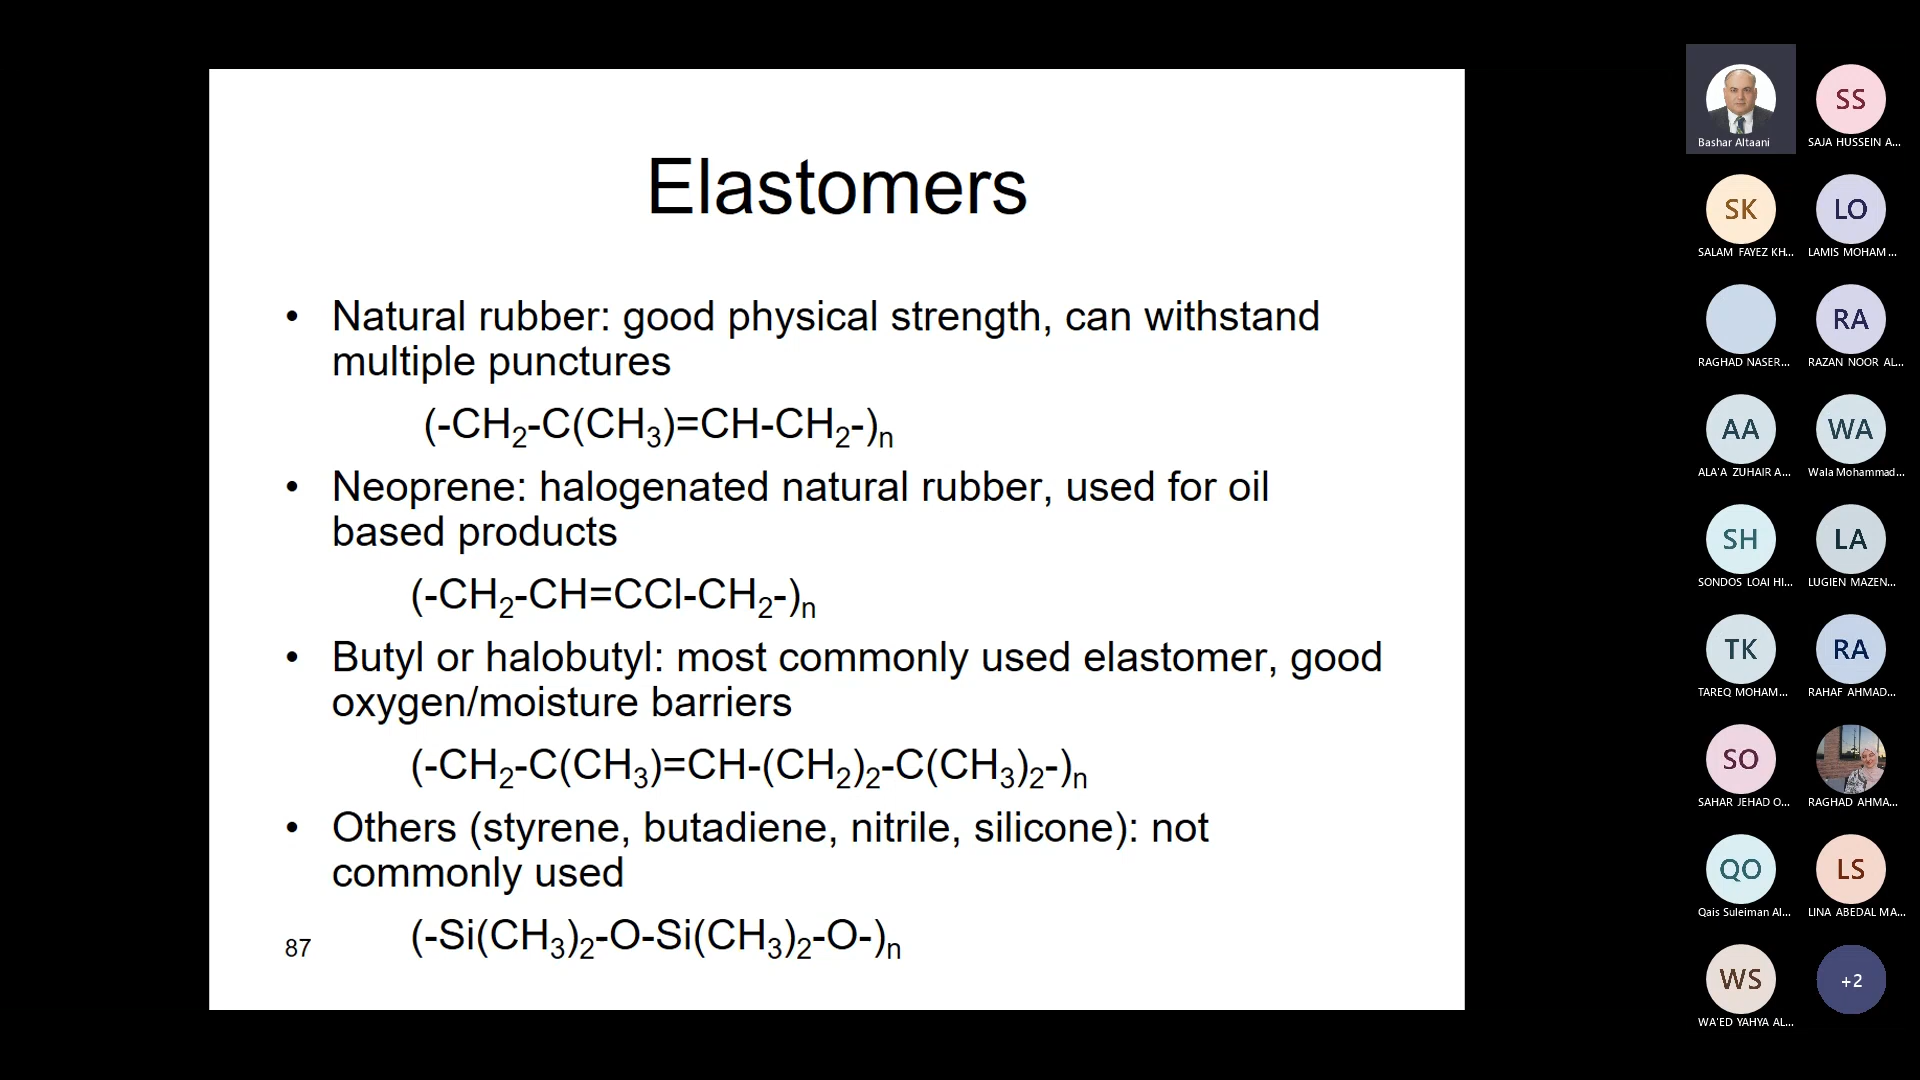 Elastomers
• Natural rubber: good physical strength, can withstand
multiple punctures
(-CH₂-C(CH₃)=CH-CH₂-)ₙ
• Neoprene: halogenated natural rubber, used for oil
based products
(-CH₂-CH=CCl-CH₂-)ₙ
• Butyl or halobutyl: most commonly used elastomer, good
oxygen/moisture barriers
(-CH₂-C(CH₃)=CH-(CH₂)₂-C(CH₃)₂-)ₙ
• Others (styrene, butadiene, nitrile, silicone): not
commonly used
(-Si(CH₃)₂-O-Si(CH₃)₂-O-)ₙ
87
Bashar Altaani
SS
SAJA HUSSEIN A...
SK
SALAM FAYEZ KH...
LO
LAMIS MOHAM...
RAGHAD NASER...
RA
RAZAN NOOR AL...
AA
ALA'A ZUHAIR A...
WA
Wala Mohammad...
SH
SONDOS LOAI HI...
LA
LUGIEN MAZEN...
TK
TAREQ MOHAM...
RA
RAHAF AHMAD...
SO
SAHAR JEHAD O...
RAGHAD AHMA...
QO
Qais Suleiman Al...
LS
LINA ABEDAL MA...
WS
WA'ED YAHYA AL...
+2